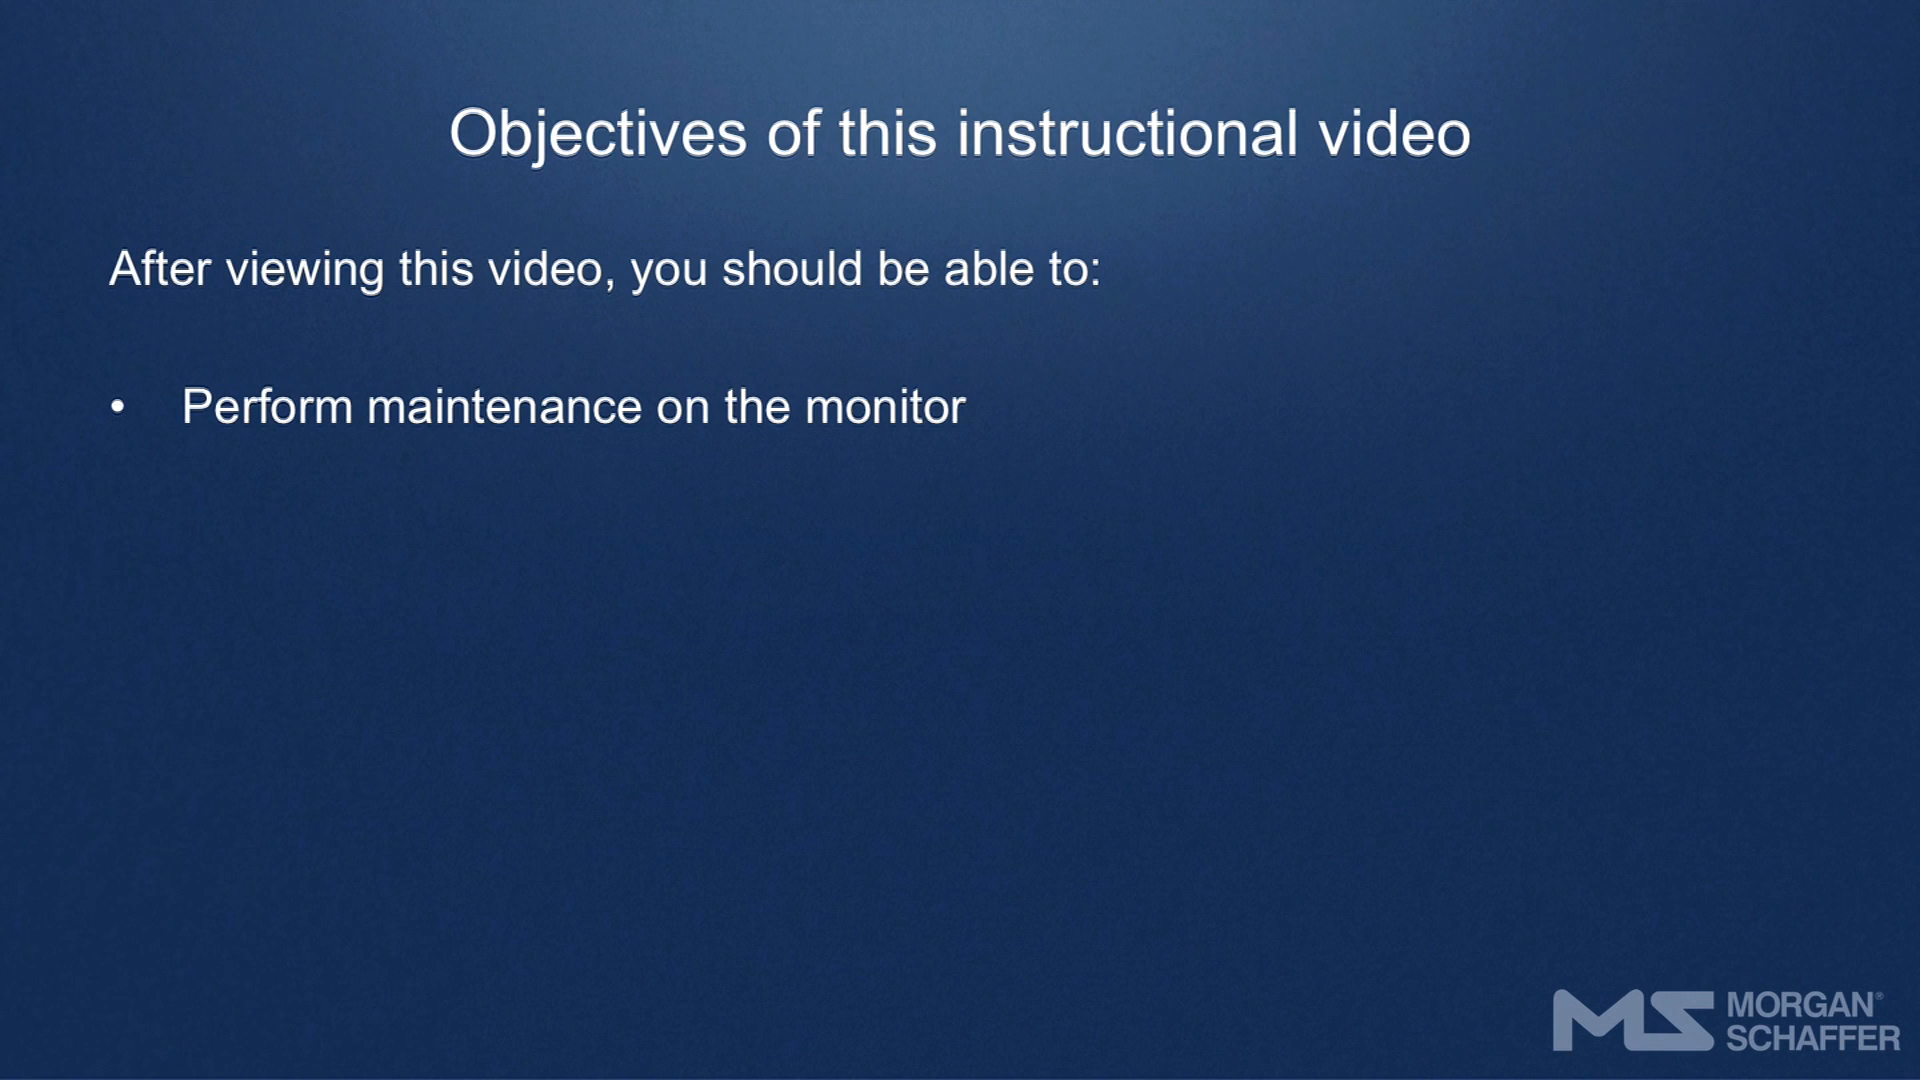 Objectives of this instructional video
After viewing this video, you should be able to:
• Perform maintenance on the monitor
MS MORGAN®
SCHAFFER